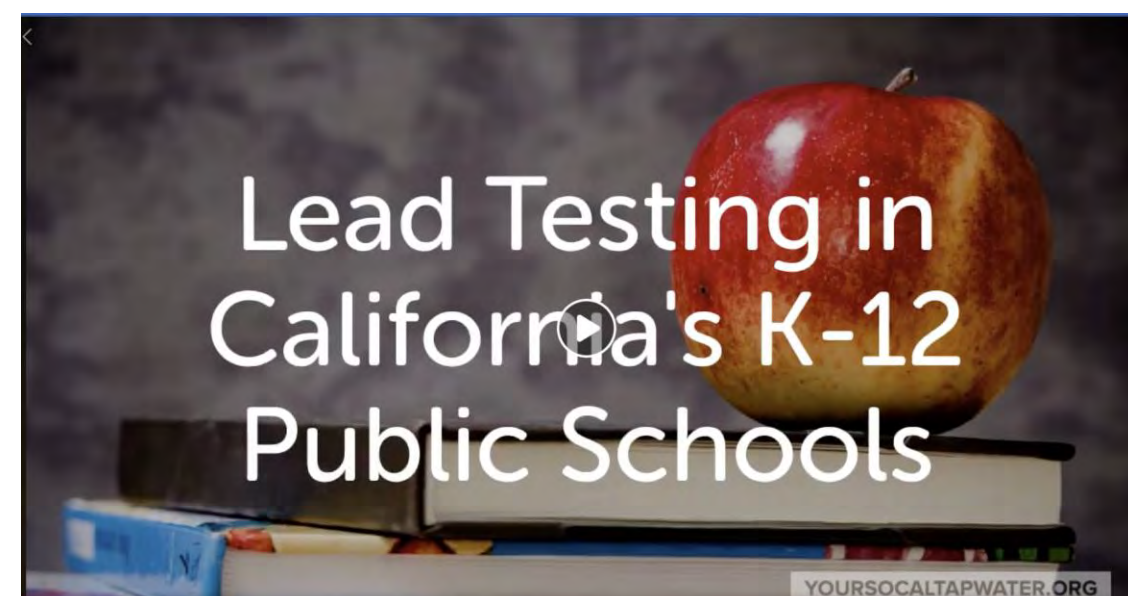 Lead Testing in
California's K-12
Public Schools
YOURSOCALTAPWATER.ORG